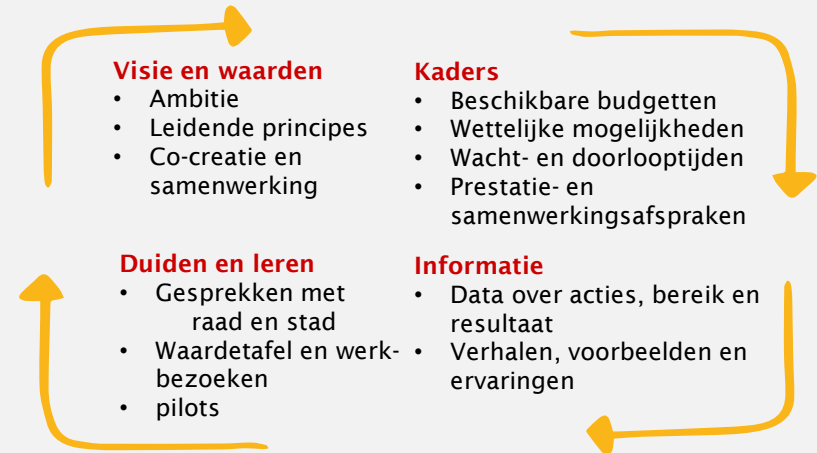 Visie en waarden
• Ambitie
• Leidende principes
• Co-creatie en
samenwerking
Kaders
• Beschikbare budgetten
• Wettelijke mogelijkheden
• Wacht- en doorlooptijden
• Prestatie- en
samenwerkingsafspraken
Duiden en leren
• Gesprekken met
raad en stad
• Waardetafel en werk-
bezoeken
• pilots
Informatie
• Data over acties, bereik en
resultaat
• Verhalen, voorbeelden en
ervaringen